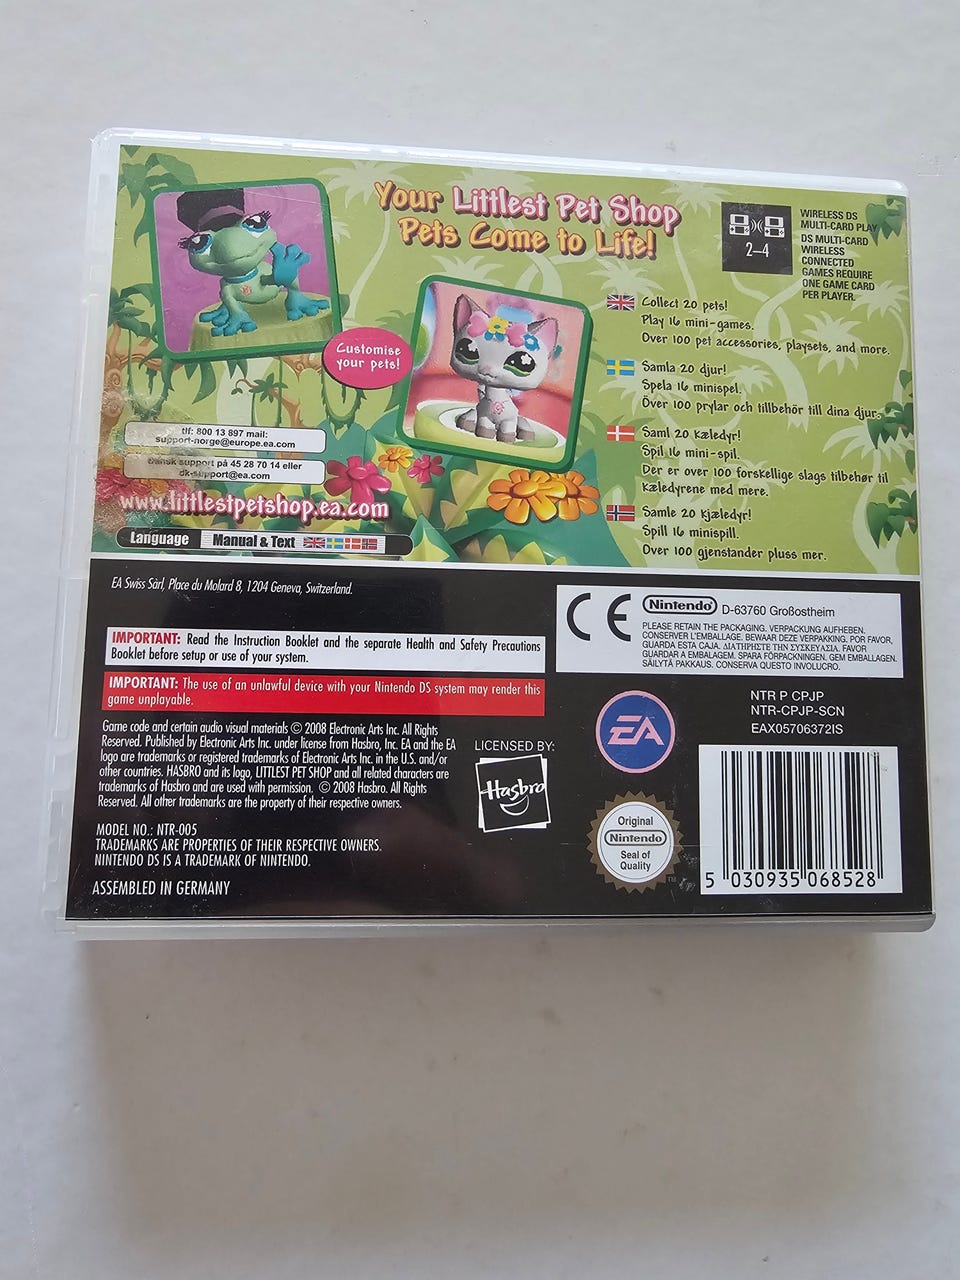 Your Littlest Pet Shop
Pets Come to Life!
Customise
your pets!
2-4
WIRELESS DS
MULTI-CARD PLAY
DS MULTI-CARD
WIRELESS
CONNECTED
GAMES REQUIRE
ONE GAME CARD
PER PLAYER.
Collect 20 pets!
Play 16 mini-games.
Over 100 pet accessories, playsets, and more.
Samla 20 djur!
Spela 16 minispel.
Över 100 prylar och tillbehör till dina djur.
Saml 20 Kæledyr!
Spil 16 mini-spil.
Der er over 100 forskellige slags tilbehør til
Kæledyrene med mere.
Samle 20 Kjæledyr!
Spill 16 minispill.
Over 100 gjenstander pluss mer.
tlf: 800 13 897 mail:
support-norge@europe.ea.com
Dansk support på 45 28 70 14 eller
dk-support@ea.com
www.littlestpetshop.ea.com
Language Manual & Text
EA Swiss Sàrl, Place du Molard 8, 1204 Geneva, Switzerland.
IMPORTANT: Read the Instruction Booklet and the separate Health and Safety Precautions
Booklet before setup or use of your system.
IMPORTANT: The use of an unlawful device with your Nintendo DS system may render this
game unplayable.
Game code and certain audio visual materials © 2008 Electronic Arts Inc. All Rights
Reserved. Published by Electronic Arts Inc. under license from Hasbro, Inc. EA and the EA
logo are trademarks or registered trademarks of Electronic Arts Inc. in the U.S. and/or
other countries. HASBRO and its logo, LITTLEST PET SHOP and all related characters are
trademarks of Hasbro and are used with permission. © 2008 Hasbro. All Rights
Reserved. All other trademarks are the property of their respective owners.
MODEL NO.: NTR-005
TRADEMARKS ARE PROPERTIES OF THEIR RESPECTIVE OWNERS.
NINTENDO DS IS A TRADEMARK OF NINTENDO.
ASSEMBLED IN GERMANY
LICENSED BY:
Hasbro
CE
Nintendo D-63760 Großostheim
PLEASE RETAIN THE PACKAGING. VERPACKUNG AUFHEBEN.
CONSERVER L'EMBALLAGE. BEWAAR DEZE VERPAKKING. POR FAVOR,
GUARDA ESTA CAJA. ΔΙΑΤΗΡΗΣΤΕ ΤΗΝ ΣΥΣΚΕΥΑΣΙΑ. FAVOR
GUARDAR A EMBALAGEM. SPARA FÖRPACKNINGEN. GEM EMBALLAGEN.
SÄILYTÄ PAKKAUS. CONSERVA QUESTO INVOLUCRO.
NTR P CPJP
NTR-CPJP-SCN
EAX05706372IS
EA
Original
Nintendo
Seal of
Quality
TM
5 030935 068528